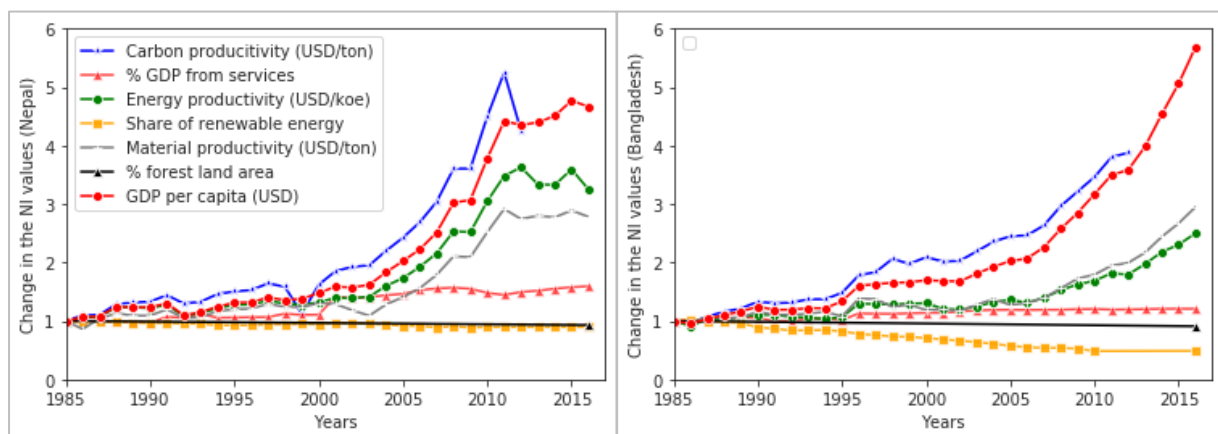 Change in the NI values (Nepal)
6
5
4
3
2
1
0
Carbon producitivity (USD/ton)
% GDP from services
Energy productivity (USD/koe)
Share of renewable energy
Material productivity (USD/ton)
% forest land area
GDP per capita (USD)
1985 1990 1995 2000 2005 2010 2015
Years
Change in the NI values (Bangladesh)
6
5
4
3
2
1
0
1985 1990 1995 2000 2005 2010 2015
Years